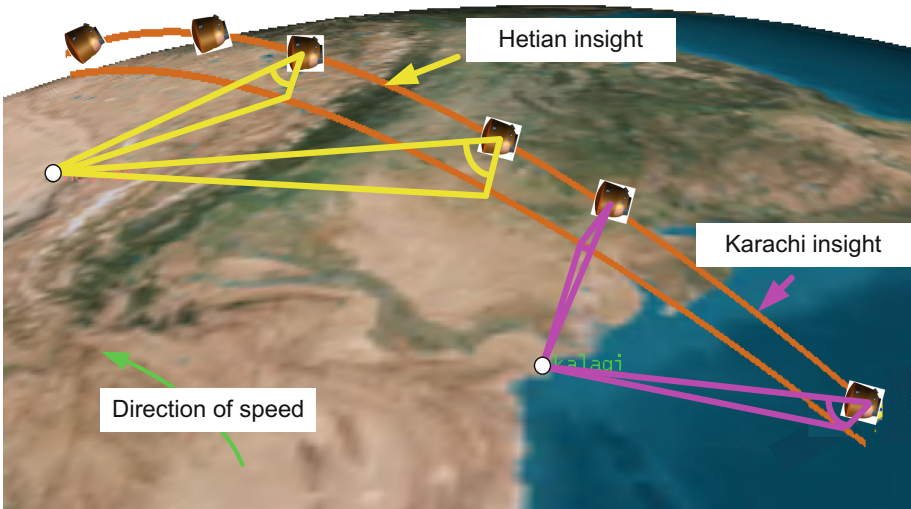 Hetian insight
Karachi insight
kalaqi
Direction of speed